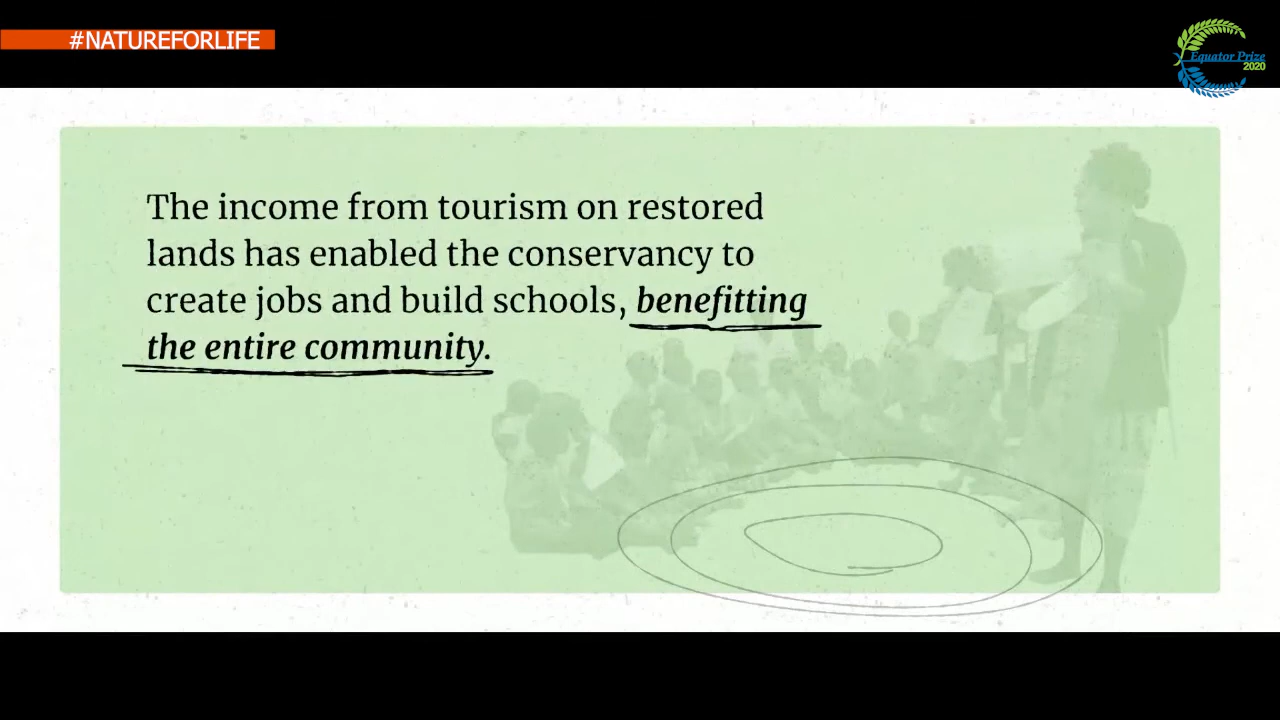 #NATUREFORLIFE
Equator Prize
2020
The income from tourism on restored
lands has enabled the conservancy to
create jobs and build schools, benefitting
the entire community.